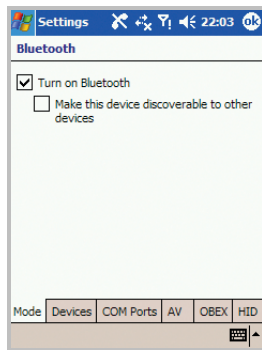 Settings 22:03 ok
Bluetooth
Turn on Bluetooth
Make this device discoverable to other
devices
Mode Devices COM Ports AV OBEX HID